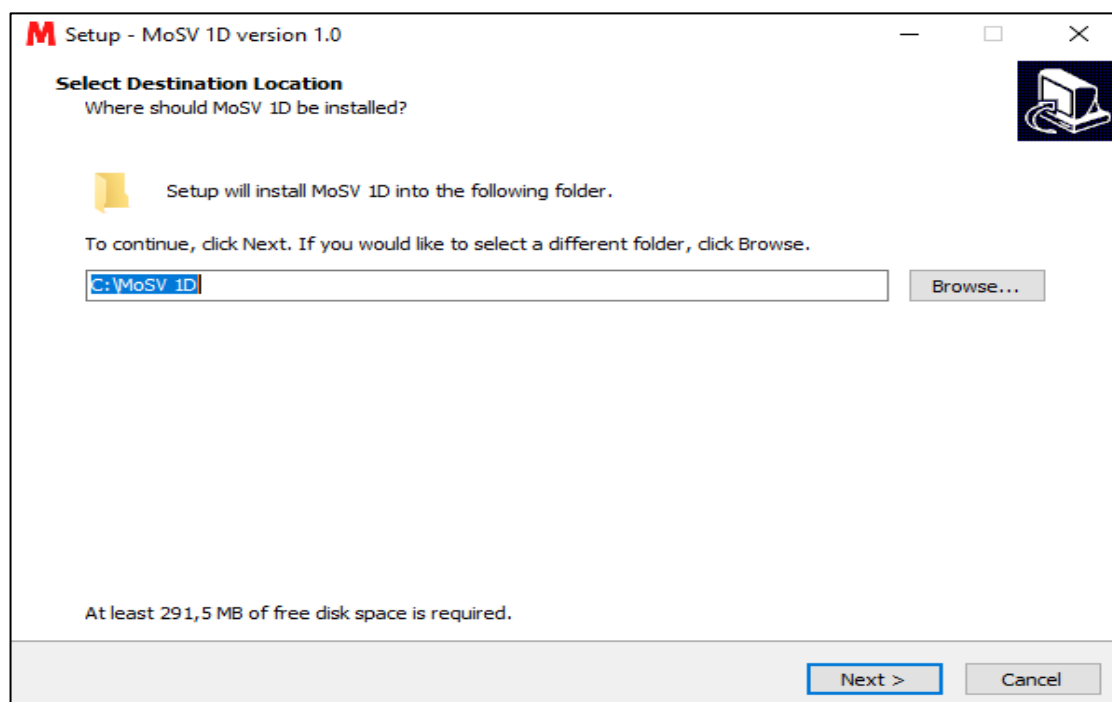 M Setup - MoSV 1D version 1.0
Select Destination Location
Where should MoSV 1D be installed?
Setup will install MoSV 1D into the following folder.
To continue, click Next. If you would like to select a different folder, click Browse.
C:\MoSV 1D
Browse...
At least 291,5 MB of free disk space is required.
Next >
Cancel